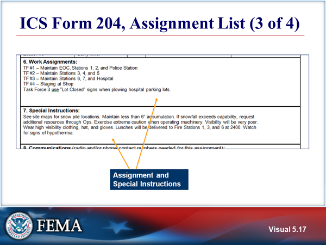 ICS Form 204, Assignment List (3 of 4)
6. Work Assignments:
TF #1 – Maintain EOC, Stations 1, 2, and Police Station
TF #2 – Maintain Stations 3, 4, and 5
TF #3 – Maintain Stations 6, 7, and Hospital
TF #4 – Staging at Shop
Task Force 3 use "Lot Closed" signs when plowing hospital parking lots.
7. Special Instructions:
See site maps for snow pile locations. Maintain less than 6" accumulation. If snowfall exceeds capability, request
additional resources through Ops. Exercise extreme caution when operating machinery. Visibility will be very poor.
Wear high visibility clothing, hat, and gloves. Lunches will be delivered to Fire Stations 1, 3, and 6 at 2400. Watch
for signs of hypothermia.
8. Communications (radio and/or phone contact numbers needed for this assignment):
Assignment and
Special Instructions
FEMA
Visual 5.17